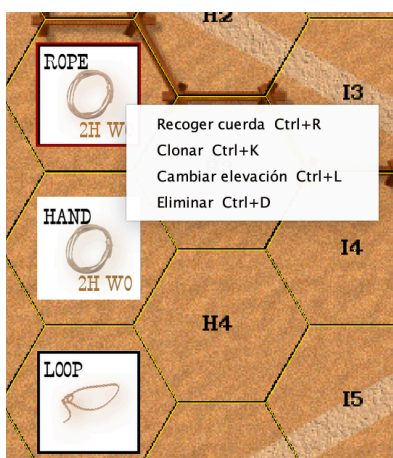 H2
ROPE
2H W
I3
Recoger cuerda Ctrl+R
Clonar Ctrl+K
Cambiar elevación Ctrl+L
Eliminar Ctrl+D
HAND
2H W0
I4
H4
LOOP
I5